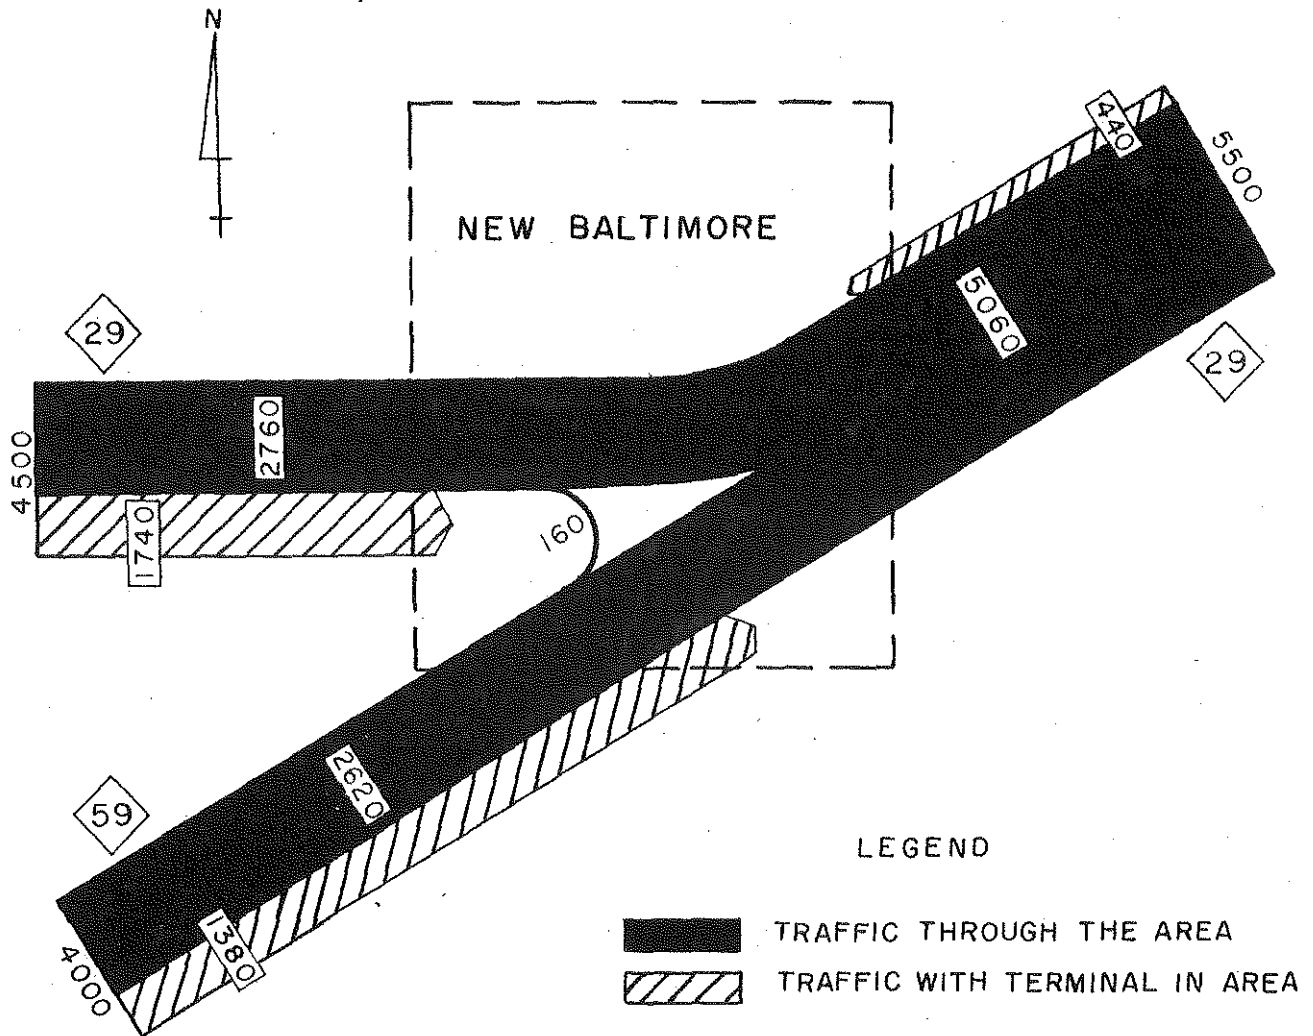 N
440
5500
NEW BALTIMORE
5060
29
29
2760
4500
1740
160
2620
59
1380
4000
LEGEND
TRAFFIC THROUGH THE AREA
TRAFFIC WITH TERMINAL IN AREA